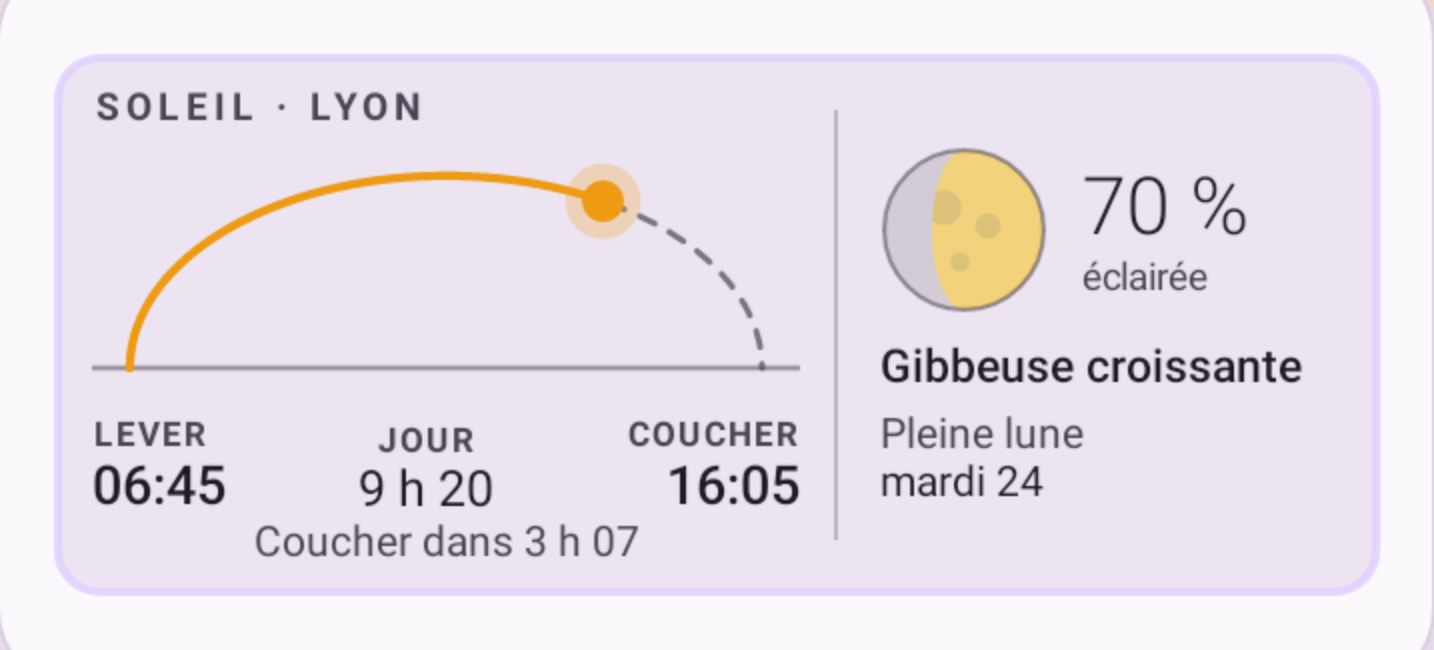 SOLEIL · LYON
LEVER
06:45
JOUR
9 h 20
COUCHER
16:05
Coucher dans 3 h 07
70 %
éclairée
Gibbeuse croissante
Pleine lune
mardi 24